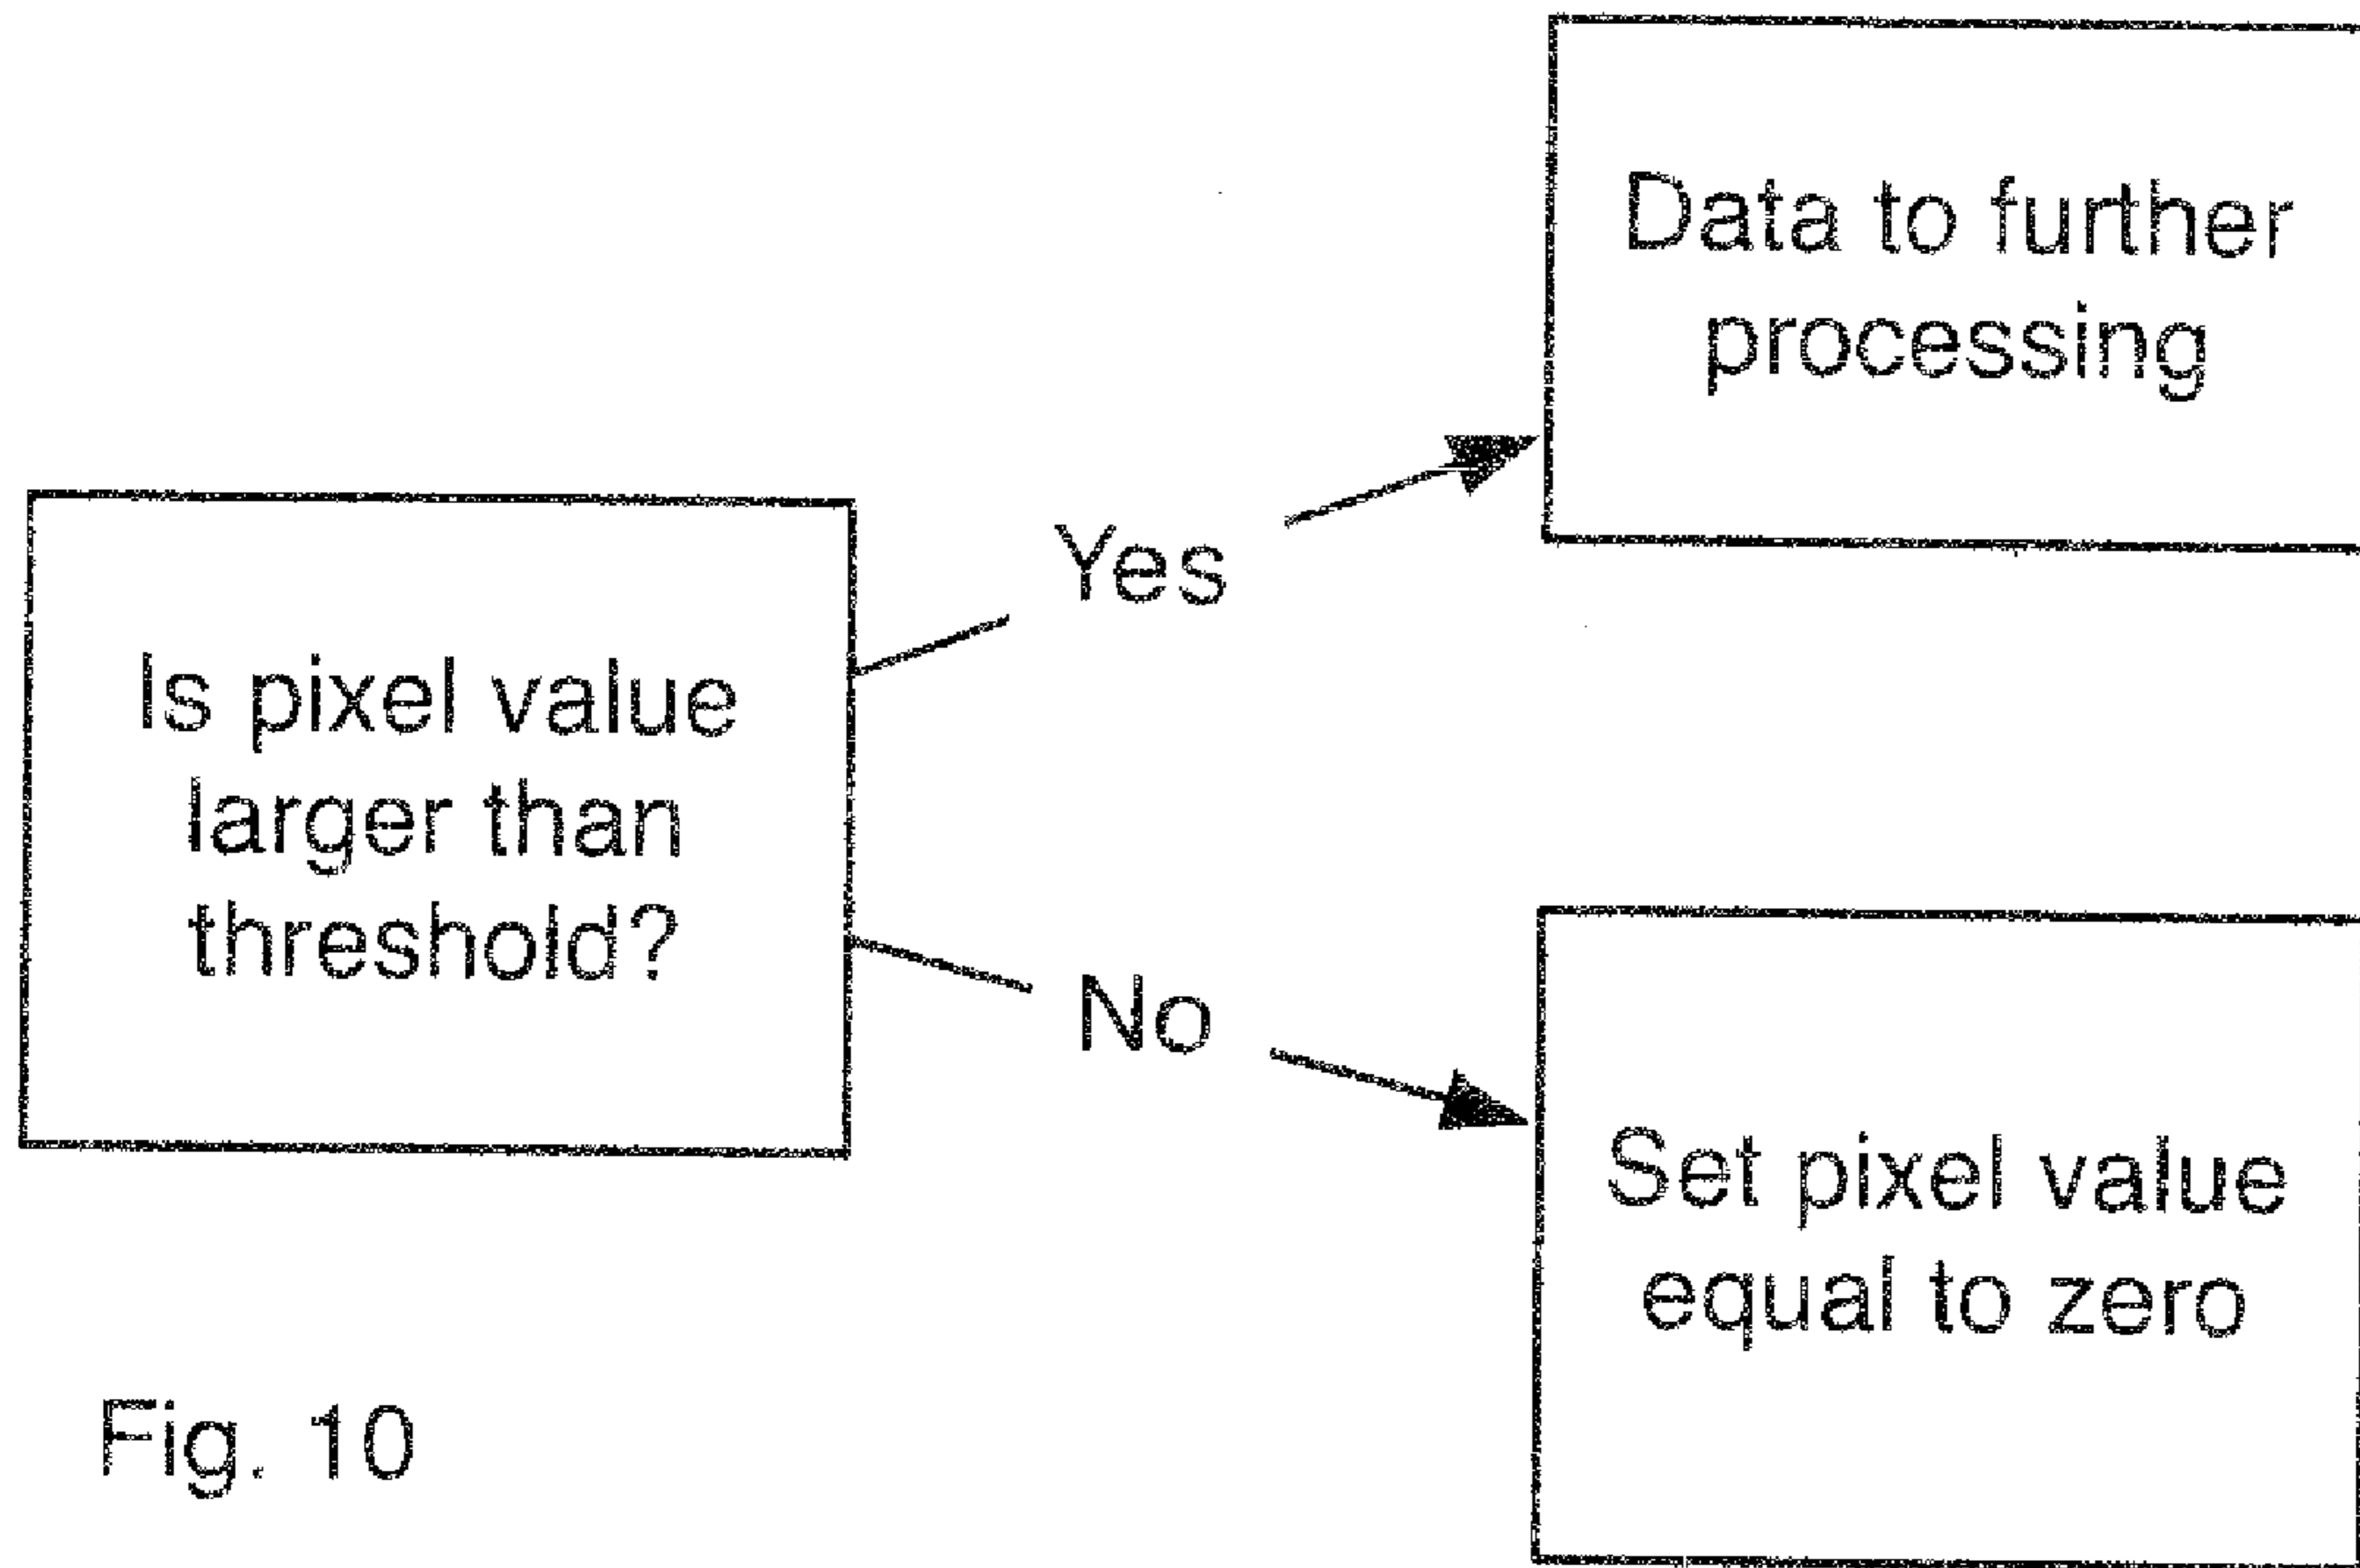 Data to further
processing
Yes
Is pixel value
larger than
threshold?
No
Set pixel value
equal to zero
Fig. 10